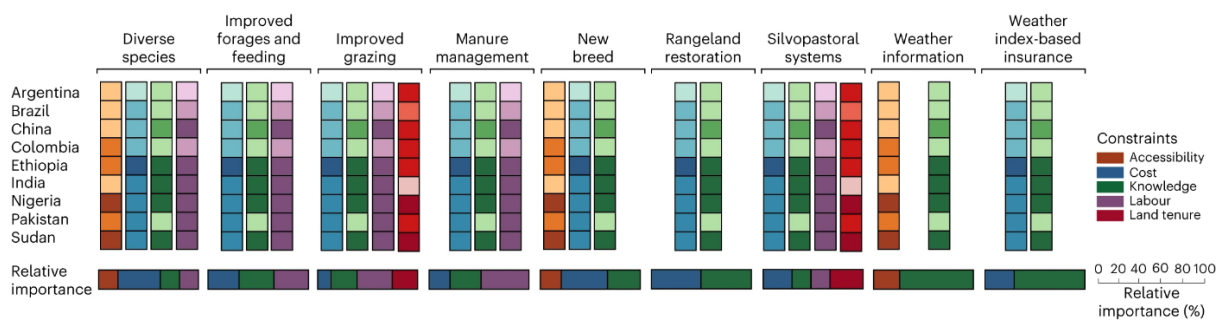 Diverse
species
Improved
forages and
feeding
Improved
grazing
Manure
management
New
breed
Rangeland
restoration
Silvopastoral
systems
Weather
information
Weather
index-based
insurance
Argentina
Brazil
China
Colombia
Ethiopia
India
Nigeria
Pakistan
Sudan
Relative
importance
Constraints
Accessibility
Cost
Knowledge
Labour
Land tenure
0 20 40 60 80 100
Relative
importance (%)